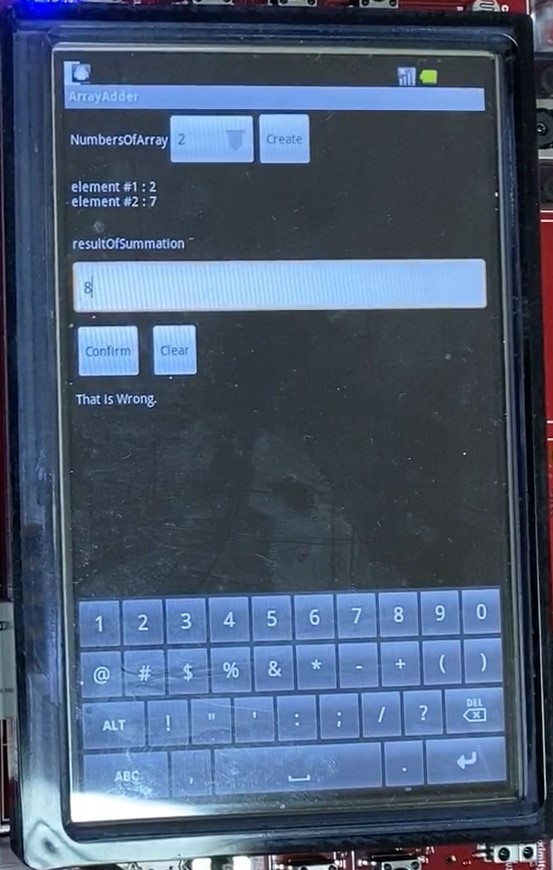 ArrayAdder
NumbersOfArray 2 Create
element #1 : 2
element #2 : 7
resultOfSummation
8
Confirm Clear
That is Wrong.
1 2 3 4 5 6 7 8 9 0
@ # $ % & * - + ( )
ALT ! " ' : ; / ? DEL
ABC , .